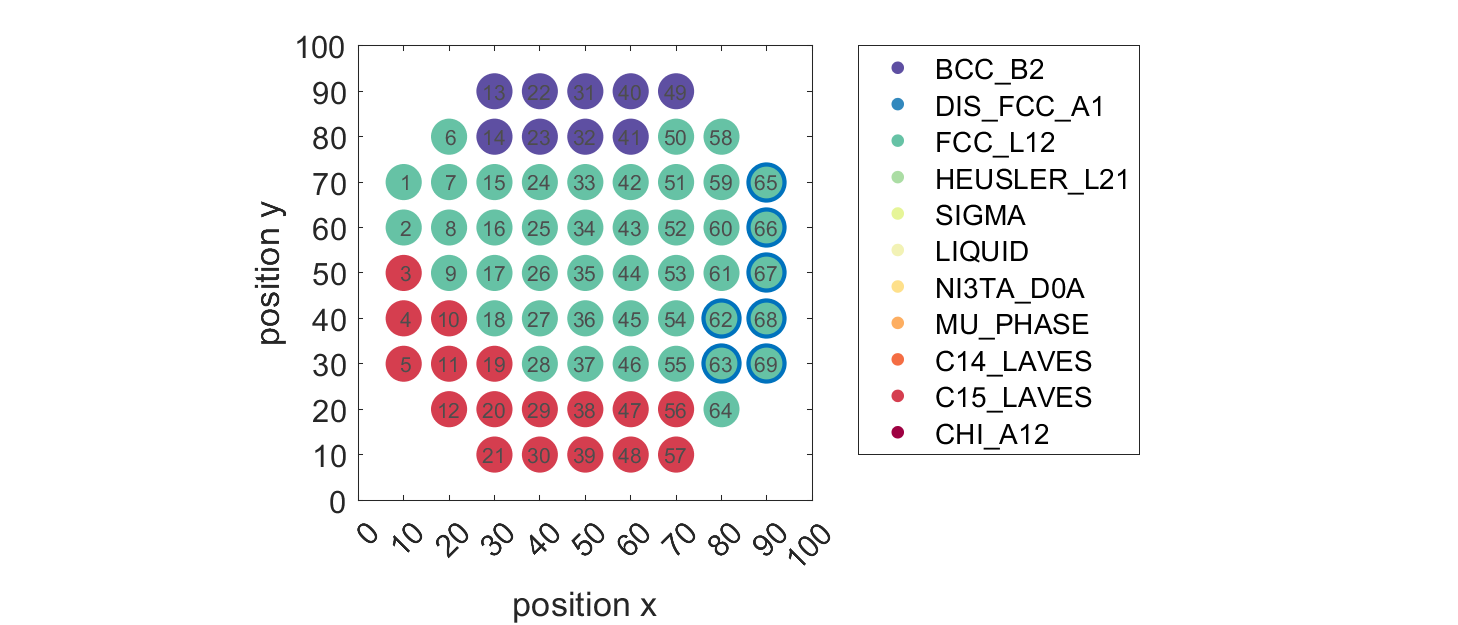 100
90
80
70
60
50
40
30
20
10
0
position y
13 22 31 40 49
6 14 23 32 41 50 58
1 7 15 24 33 42 51 59 65
2 8 16 25 34 43 52 60 66
3 9 17 26 35 44 53 61 67
4 10 18 27 36 45 54 62 68
5 11 19 28 37 46 55 63 69
12 20 29 38 47 56 64
21 30 39 48 57
0 10 20 30 40 50 60 70 80 90 100
position x
BCC_B2
DIS_FCC_A1
FCC_L12
HEUSLER_L21
SIGMA
LIQUID
NI3TA_D0A
MU_PHASE
C14_LAVES
C15_LAVES
CHI_A12